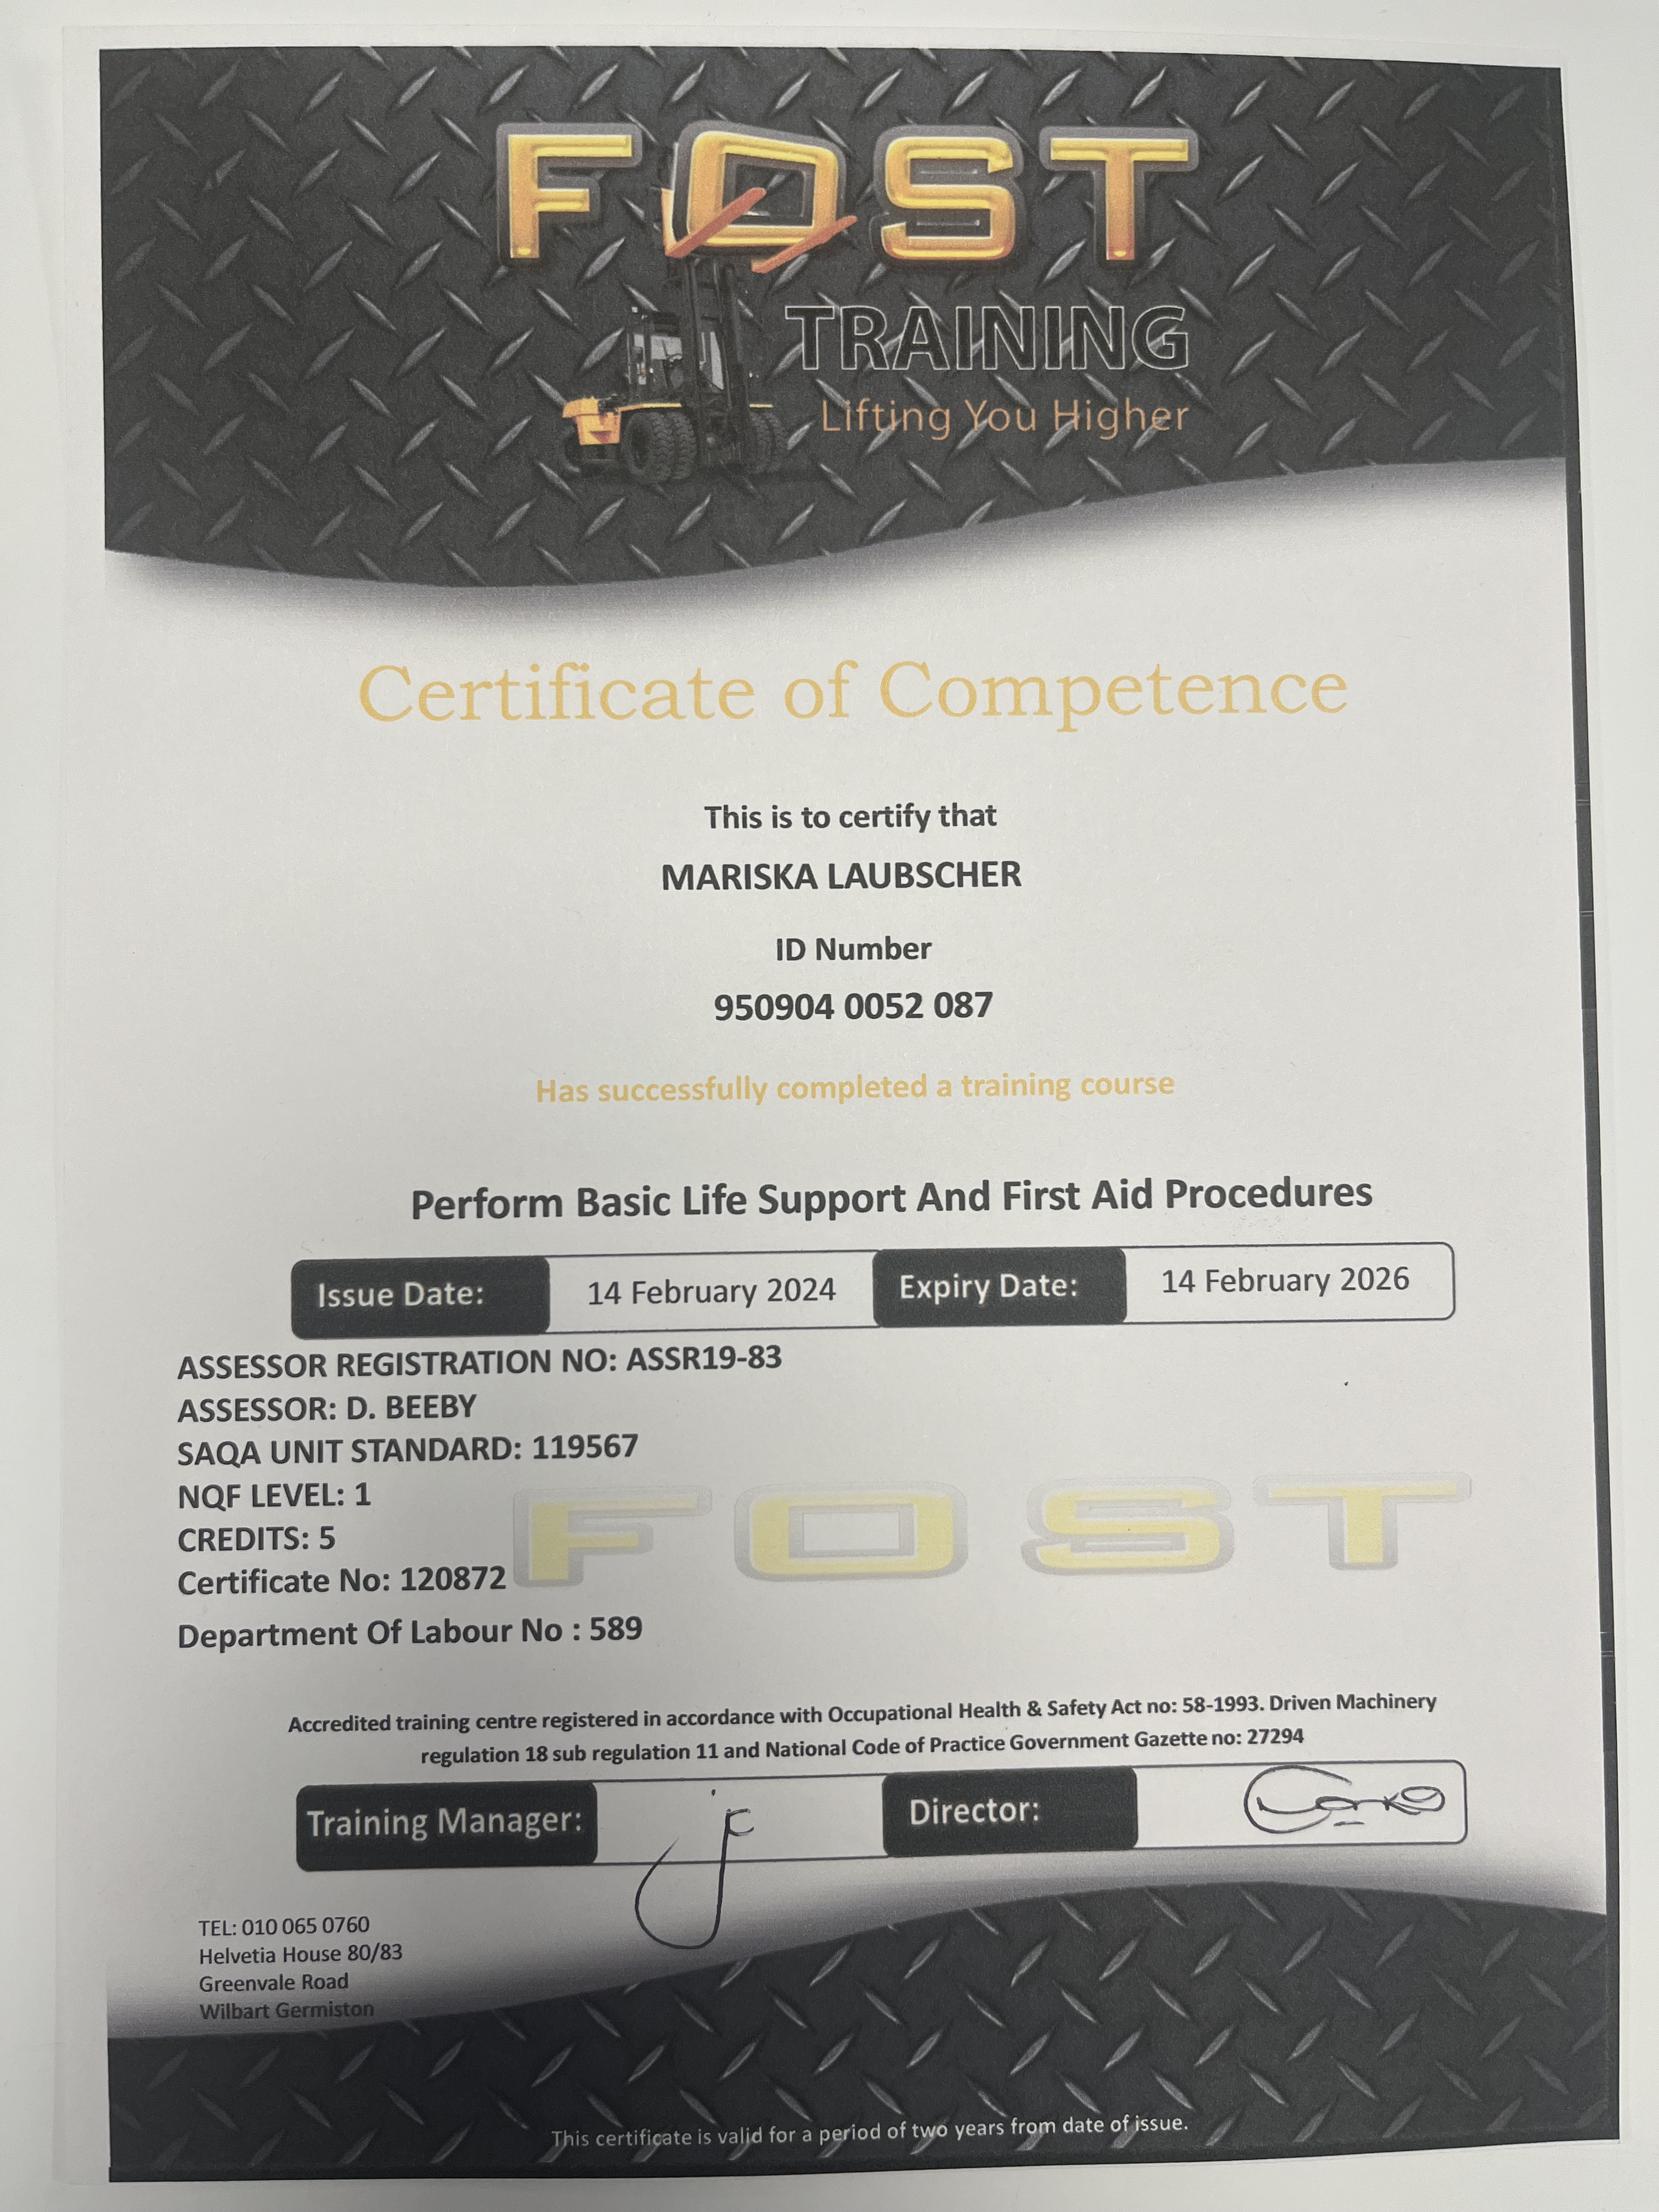 FOST
TRAINING
Lifting You Higher
Certificate of Competence
This is to certify that
MARISKA LAUBSCHER
ID Number
950904 0052 087
Has successfully completed a training course
Perform Basic Life Support And First Aid Procedures
Issue Date: 14 February 2024 Expiry Date: 14 February 2026
ASSESSOR REGISTRATION NO: ASSR19-83
ASSESSOR: D. BEEBY
SAQA UNIT STANDARD: 119567
NQF LEVEL: 1
CREDITS: 5
Certificate No: 120872
FOST
Department Of Labour No : 589
Accredited training centre registered in accordance with Occupational Health & Safety Act no: 58-1993. Driven Machinery
regulation 18 sub regulation 11 and National Code of Practice Government Gazette no: 27294
Training Manager: Director:
TEL: 010 065 0760
Helvetia House 80/83
Greenvale Road
Wilbart Germiston
This certificate is valid for a period of two years from date of issue.